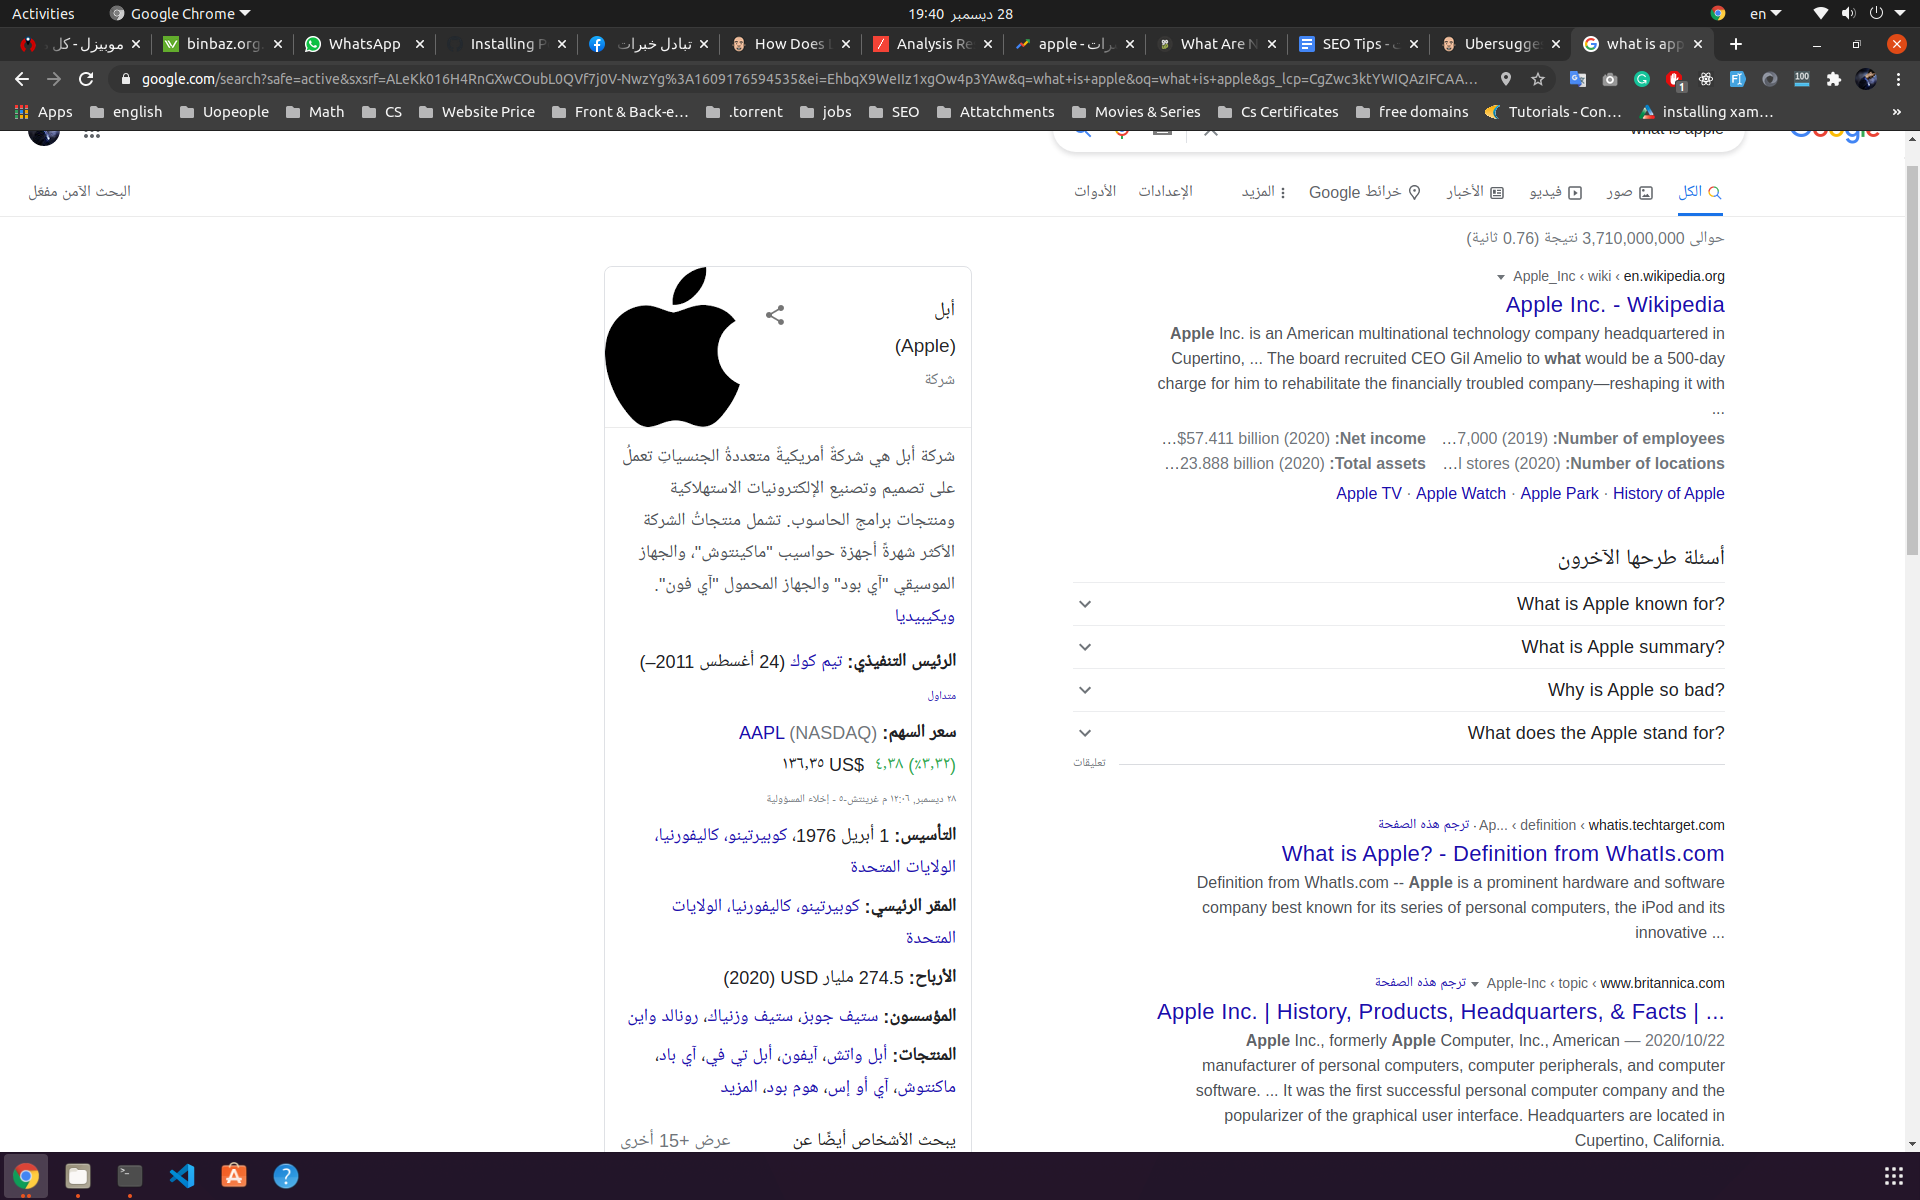 Activities
Google Chrome
28 ديسمبر 19:40
en
موبيزل - كل
binbaz.org
WhatsApp
Installing P
تبادل خبرات
How Does
Analysis Re
apple - رات
What Are N
SEO Tips -
Ubersugge
what is app
google.com/search?safe=active&sxsrf=ALeKk016H4RnGXwCOubL0QVf7j0V-NwzYg%3A1609176594535&ei=EhbqX9WeIIz1xgOw4p3YAw&q=what+is+apple&oq=what+is+apple&gs_lcp=CgZwc3ktYWIQAzIFCAA...
1
100
Apps
english
Uopeople
Math
CS
Website Price
Front & Back-e...
.torrent
jobs
SEO
Attatchments
Movies & Series
Cs Certificates
free domains
Tutorials - Con...
installing xam...
»
what is apple
Google
الكل
صور
فيديو
الأخبار
خرائط Google
المزيد
الإعدادات
الأدوات
البحث الآمن مفعّل
حوالى 3,710,000,000 نتيجة (0.76 ثانية)
en.wikipedia.org › wiki › Apple_Inc
Apple Inc. - Wikipedia
Apple Inc. is an American multinational technology company headquartered in
Cupertino, ... The board recruited CEO Gil Amelio to what would be a 500-day
charge for him to rehabilitate the financially troubled company—reshaping it with
...
Number of employees: 7,000 (2019)… Net income: $57.411 billion (2020)…
Number of locations: l stores (2020)… Total assets: 23.888 billion (2020)…
History of Apple · Apple Park · Apple Watch · Apple TV
أسئلة طرحها الآخرون
What is Apple known for?
What is Apple summary?
Why is Apple so bad?
What does the Apple stand for?
تعليقات
whatis.techtarget.com › definition › Ap... · ترجم هذه الصفحة
What is Apple? - Definition from WhatIs.com
Definition from WhatIs.com -- Apple is a prominent hardware and software
company best known for its series of personal computers, the iPod and its
innovative ...
www.britannica.com › topic › Apple-Inc ترجم هذه الصفحة
Apple Inc. | History, Products, Headquarters, & Facts | ...
2020/10/22 — Apple Inc., formerly Apple Computer, Inc., American
manufacturer of personal computers, computer peripherals, and computer
software. ... It was the first successful personal computer company and the
popularizer of the graphical user interface. Headquarters are located in
Cupertino, California.
أبل
(Apple)
شركة
شركة أبل هي شركةٌ أمريكيةٌ متعددةُ الجنسياتِ تعملُ
على تصميم وتصنيع الإلكترونيات الاستهلاكية
ومنتجات برامج الحاسوب. تشمل منتجاتُ الشركة
الأكثر شهرةً أجهزة حواسيب "ماكينتوش"، والجهاز
الموسيقي "آي بود" والجهاز المحمول "آي فون".
ويكيبيديا
الرئيس التنفيذي: تيم كوك (24 أغسطس 2011–)
متداول
سعر السهم: AAPL (NASDAQ)
US$ ١٣٦,٣٥ ٤,٣٨ (٣,٣٢٪)
٢٨ ديسمبر, ١٢:٠٦ م غرينتش-٥ - إخلاء المسؤولية
التأسيس: 1 أبريل 1976، كوبيرتينو، كاليفورنيا،
الولايات المتحدة
المقر الرئيسي: كوبيرتينو، كاليفورنيا، الولايات
المتحدة
الأرباح: 274.5 مليار USD (2020)
المؤسسون: ستيف جوبز، ستيف وزنياك، رونالد واين
المنتجات: أبل واتش، آيفون، أبل تي في، آي باد،
ماكنتوش، آي أو إس، هوم بود، المزيد
يبحث الأشخاص أيضًا عن
عرض +15 أخرى